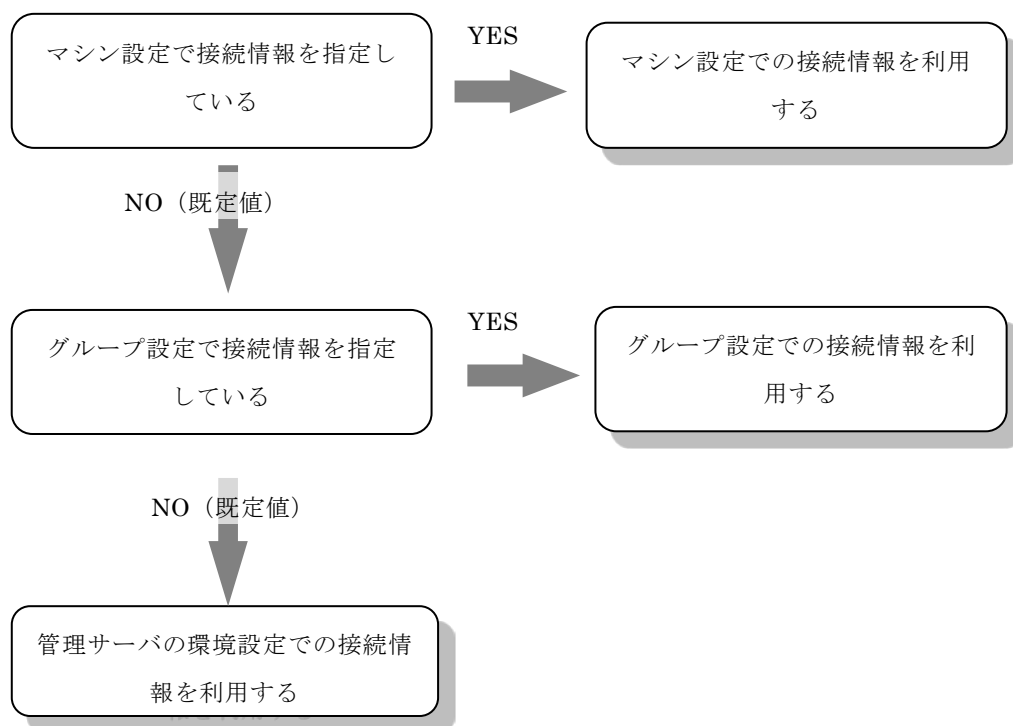 マシン設定で接続情報を指定し
ている
YES
マシン設定での接続情報を利用
する
NO（既定値）
グループ設定で接続情報を指定
している
YES
グループ設定での接続情報を利
用する
NO（既定値）
管理サーバの環境設定での接続情
報を利用する